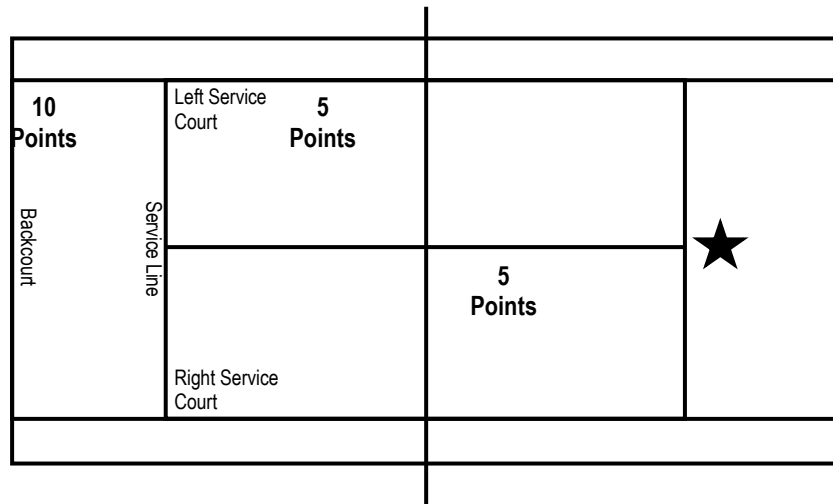 10
Points
Left Service
Court
5
Points
Backcourt
Service Line
5
Points
Right Service
Court